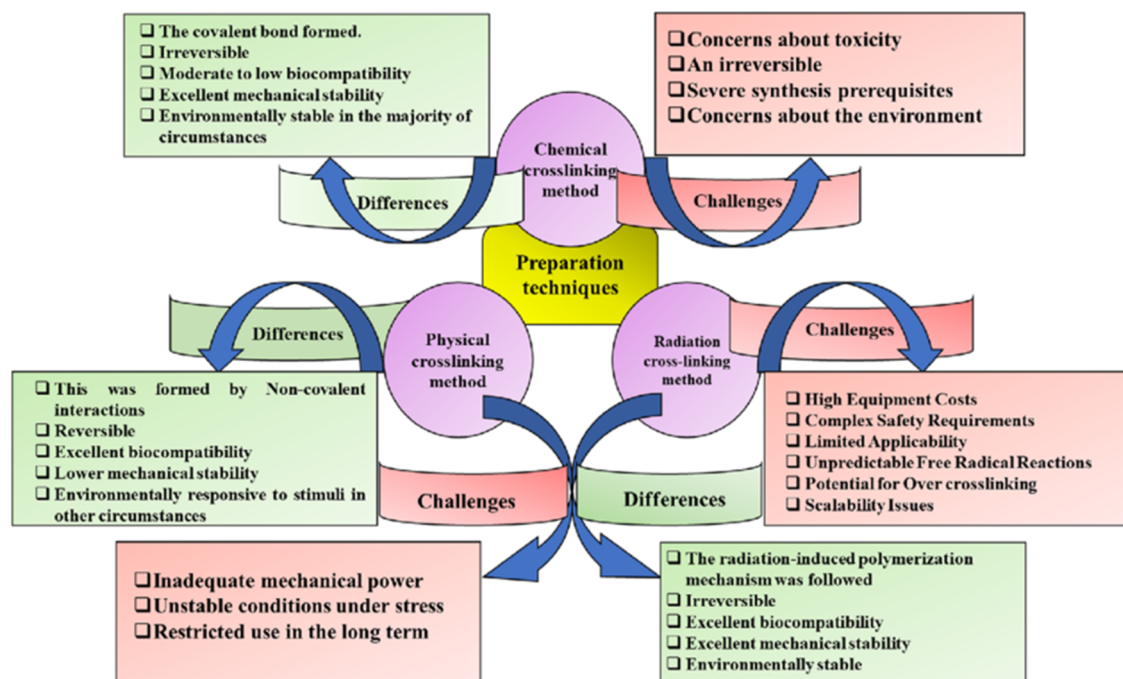 ❑ The covalent bond formed.
❑ Irreversible
❑ Moderate to low biocompatibility
❑ Excellent mechanical stability
❑ Environmentally stable in the majority of
circumstances
❑ Concerns about toxicity
❑ An irreversible
❑ Severe synthesis prerequisites
❑ Concerns about the environment
Chemical
crosslinking
method
Differences
Challenges
Preparation
techniques
Differences
Physical
crosslinking
method
Radiation
cross-linking
method
Challenges
❑ This was formed by Non-covalent
interactions
❑ Reversible
❑ Excellent biocompatibility
❑ Lower mechanical stability
❑ Environmentally responsive to stimuli in
other circumstances
❑ High Equipment Costs
❑ Complex Safety Requirements
❑ Limited Applicability
❑ Unpredictable Free Radical Reactions
❑ Potential for Over crosslinking
❑ Scalability Issues
Challenges
Differences
❑ Inadequate mechanical power
❑ Unstable conditions under stress
❑ Restricted use in the long term
❑ The radiation-induced polymerization
mechanism was followed
❑ Irreversible
❑ Excellent biocompatibility
❑ Excellent mechanical stability
❑ Environmentally stable